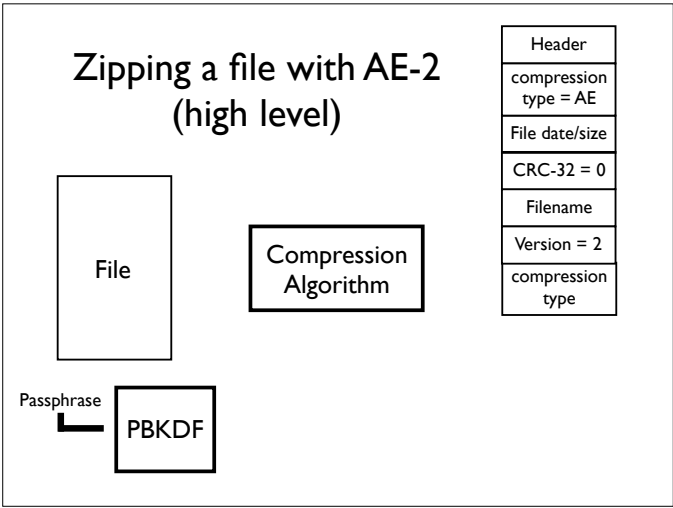 Zipping a file with AE-2
(high level)
Header
compression
type = AE
File date/size
CRC-32 = 0
Filename
Version = 2
compression
type
File
Compression
Algorithm
Passphrase
PBKDF